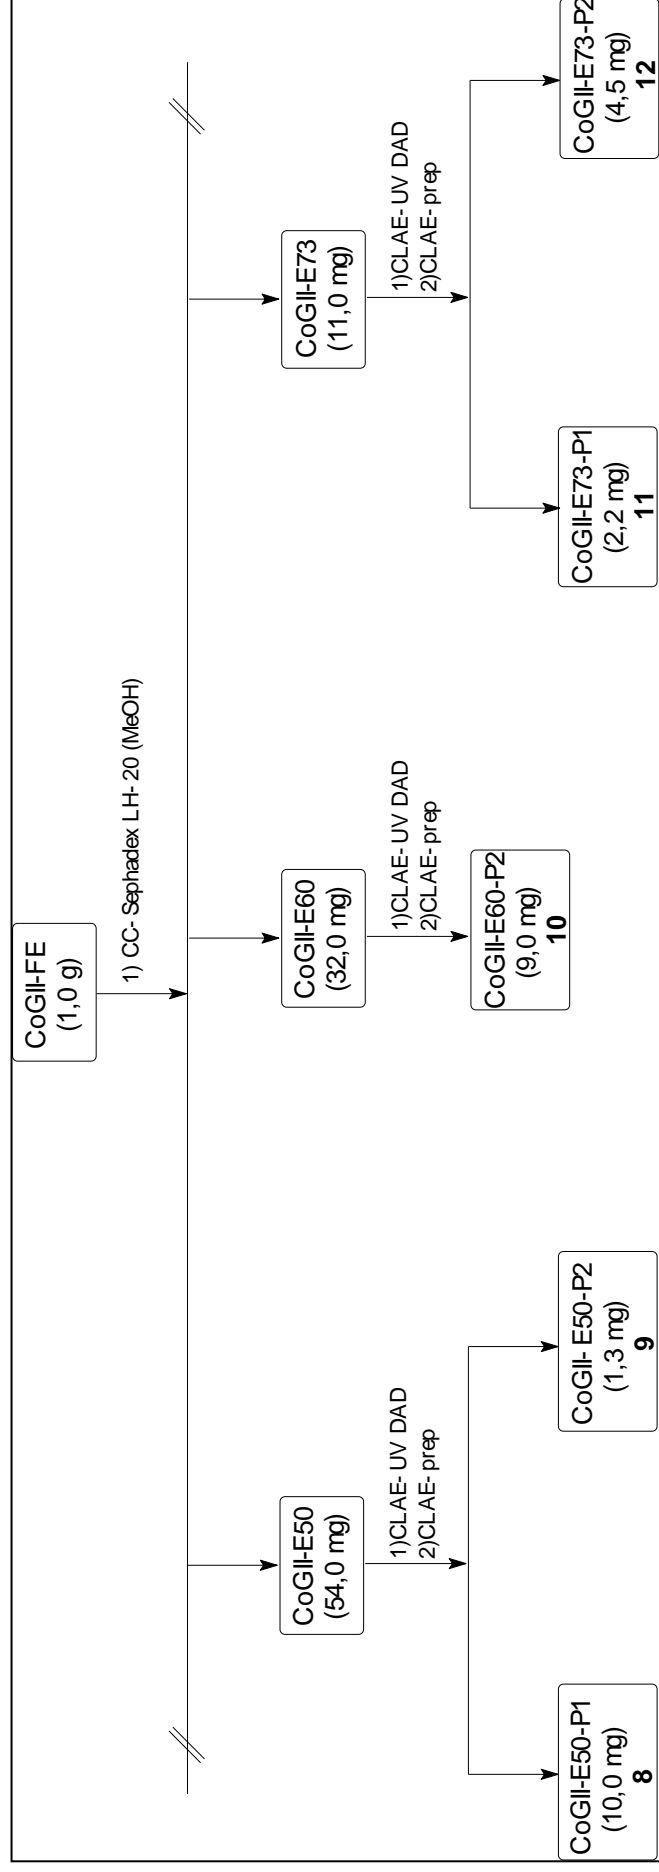 CoGII-FE
(1,0 g)
1) CC- Sephadex LH- 20 (MeOH)
CoGII-E50
(54,0 mg)
CoGII-E60
(32,0 mg)
CoGII-E73
(11,0 mg)
1)CLAE- UV DAD
2)CLAE- prep
1)CLAE- UV DAD
2)CLAE- prep
1)CLAE- UV DAD
2)CLAE- prep
CoGII-E50-P1
(10,0 mg)
8
CoGII- E50-P2
(1,3 mg)
9
CoGII-E60-P2
(9,0 mg)
10
CoGII-E73-P1
(2,2 mg)
11
CoGII-E73-P2
(4,5 mg)
12